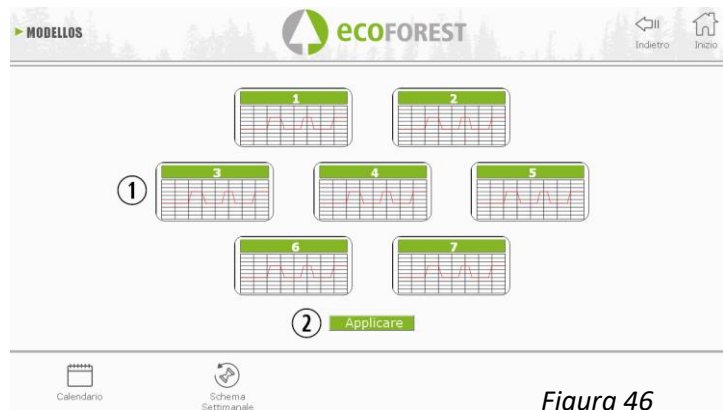 MODELLOS
ecoFOREST
Indietro
Inizio
1
2
1
3
4
5
6
7
2
Applicare
Calendario
Schema
Settimanale
Figura 46